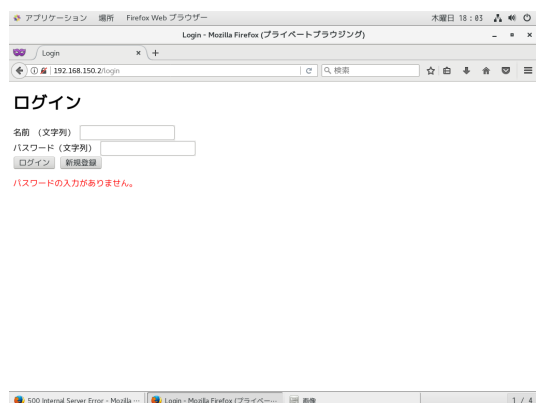 アプリケーション 場所 Firefox Web ブラウザー 木曜日 18:03
Login - Mozilla Firefox (プライベートブラウジング)
Login
192.168.150.2/login 検索
ログイン
名前 (文字列)
パスワード (文字列)
ログイン 新規登録
パスワードの入力がありません。
500 Internal Server Error - Mozilla … Login - Mozilla Firefox (プライベー… 画像 1 / 4